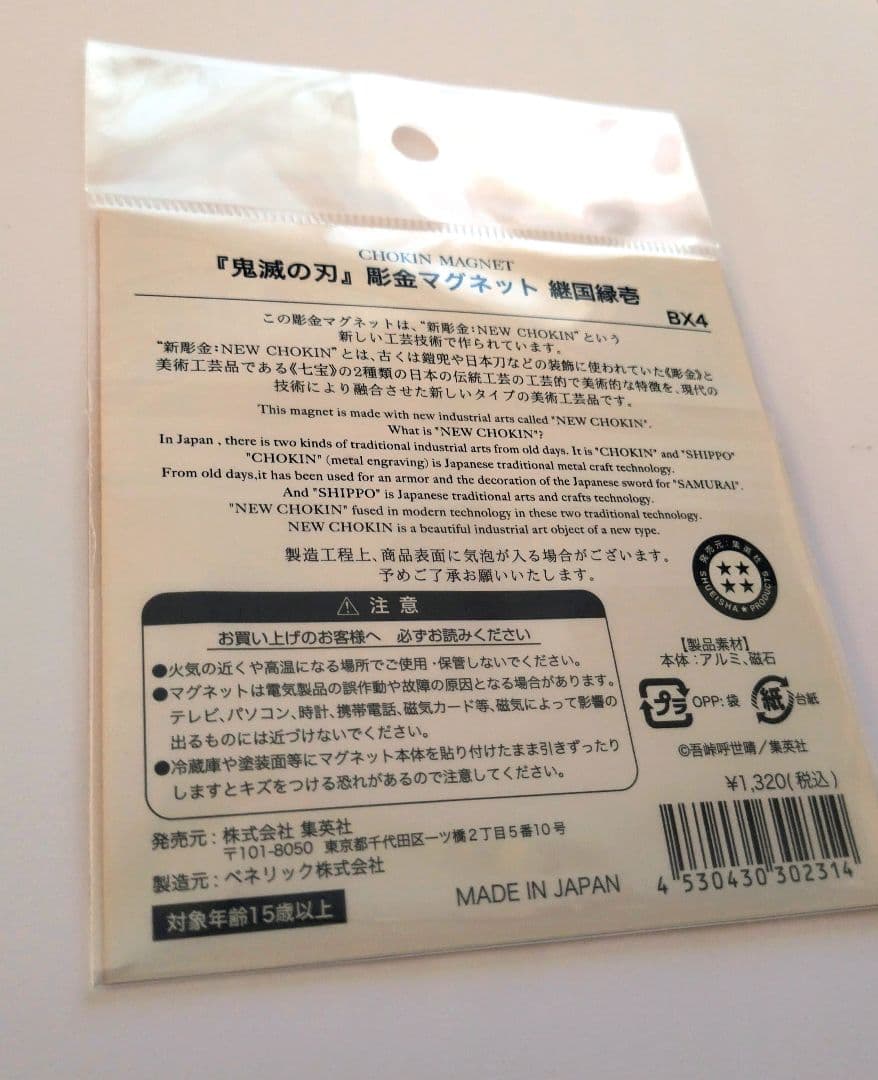 CHOKIN MAGNET
『鬼滅の刃』彫金マグネット 継国縁壱
BX4
この彫金マグネットは、“新彫金：NEW CHOKIN”という
新しい工芸技術で作られています。
“新彫金：NEW CHOKIN”とは、古くは鎧兜や日本刀などの装飾に使われていた《彫金》と
美術工芸品である《七宝》の2種類の日本の伝統工芸の工芸的で美術的な特徴を、現代の
技術により融合させた新しいタイプの美術工芸品です。
This magnet is made with new industrial arts called "NEW CHOKIN".
What is "NEW CHOKIN"?
In Japan , there is two kinds of traditional industrial arts from old days. It is "CHOKIN" and "SHIPPO"
"CHOKIN" (metal engraving) is Japanese traditional metal craft technology.
From old days,it has been used for an armor and the decoration of the Japanese sword for "SAMURAI".
And "SHIPPO" is Japanese traditional arts and crafts technology.
"NEW CHOKIN" fused in modern technology in these two traditional technology.
NEW CHOKIN is a beautiful industrial art object of a new type.
製造工程上、商品表面に気泡が入る場合がございます。
予めご了承お願いいたします。
発売元：集英社
SHUEISHA★PRODUCTS
⚠ 注意
お買い上げのお客様へ 必ずお読みください
●火気の近くや高温になる場所でご使用・保管しないでください。
●マグネットは電気製品の誤作動や故障の原因となる場合があります。
テレビ、パソコン、時計、携帯電話、磁気カード等、磁気によって影響の
出るものには近づけないでください。
●冷蔵庫や塗装面等にマグネット本体を貼り付けたまま引きずったり
しますとキズをつける恐れがあるので注意してください。
【製品素材】
本体：アルミ、磁石
プラ OPP：袋 紙 台紙
©吾峠呼世晴／集英社
¥1,320(税込)
発売元：株式会社 集英社
〒101-8050 東京都千代田区一ツ橋2丁目5番10号
製造元：ベネリック株式会社
対象年齢15歳以上
MADE IN JAPAN
4 530430 302314